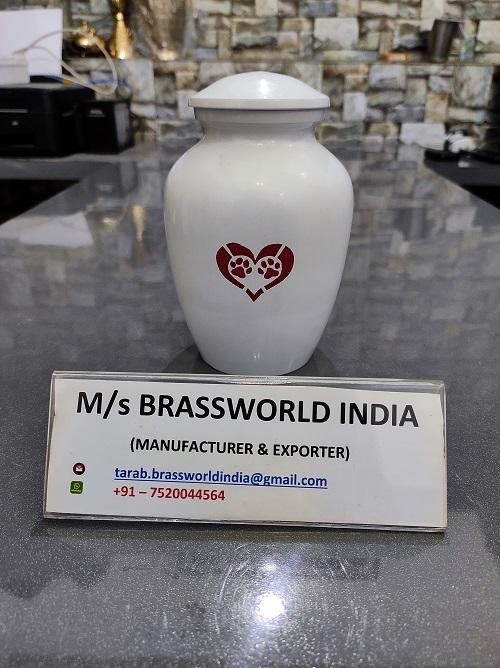 M/s BRASSWORLD INDIA
(MANUFACTURER & EXPORTER)
tarab.brassworldindia@gmail.com
+91 – 7520044564